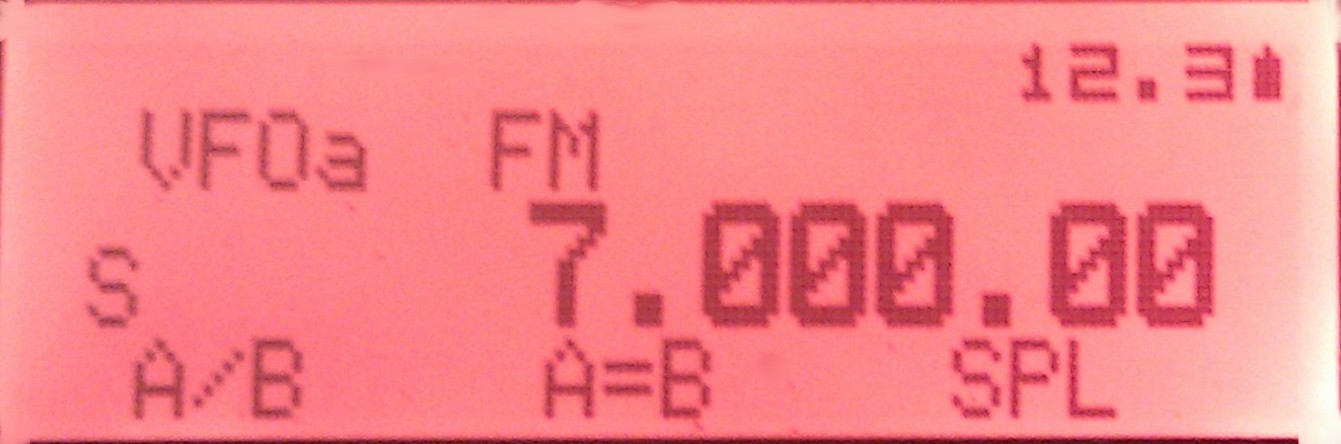 12.3
VFOa FM
7.000.00
S
A/B A=B SPL